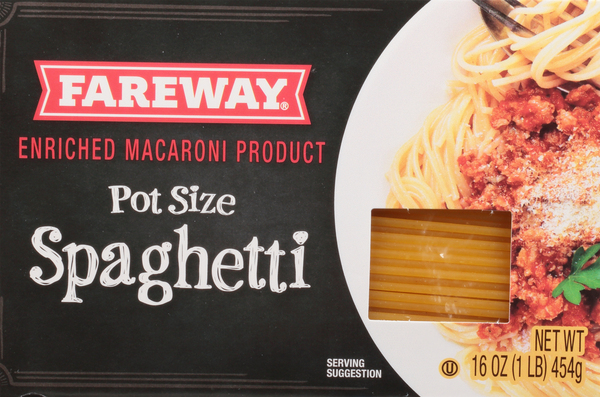 FAREWAY®
ENRICHED MACARONI PRODUCT
Pot Size
Spaghetti
SERVING
SUGGESTION
U
NET WT
16 OZ (1 LB) 454g